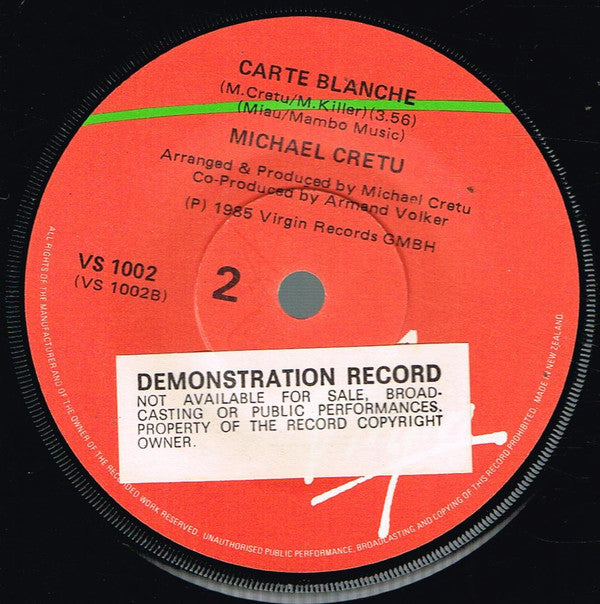 CARTE BLANCHE
(M.Cretu/M.Killer)(3.56)
(Miau/Mambo Music)
MICHAEL CRETU
Arranged & Produced by Michael Cretu
Co-Produced by Armand Volker
(P) 1985 Virgin Records GMBH
VS 1002
(VS 1002B)
2
DEMONSTRATION RECORD
NOT AVAILABLE FOR SALE, BROAD-
CASTING OR PUBLIC PERFORMANCES.
PROPERTY OF THE RECORD COPYRIGHT
OWNER.
ALL RIGHTS OF THE MANUFACTURER AND OF THE OWNER OF THE RECORDED WORK RESERVED. UNAUTHORISED PUBLIC PERFORMANCE, BROADCASTING AND COPYING OF THIS RECORD PROHIBITED. MADE IN NEW ZEALAND